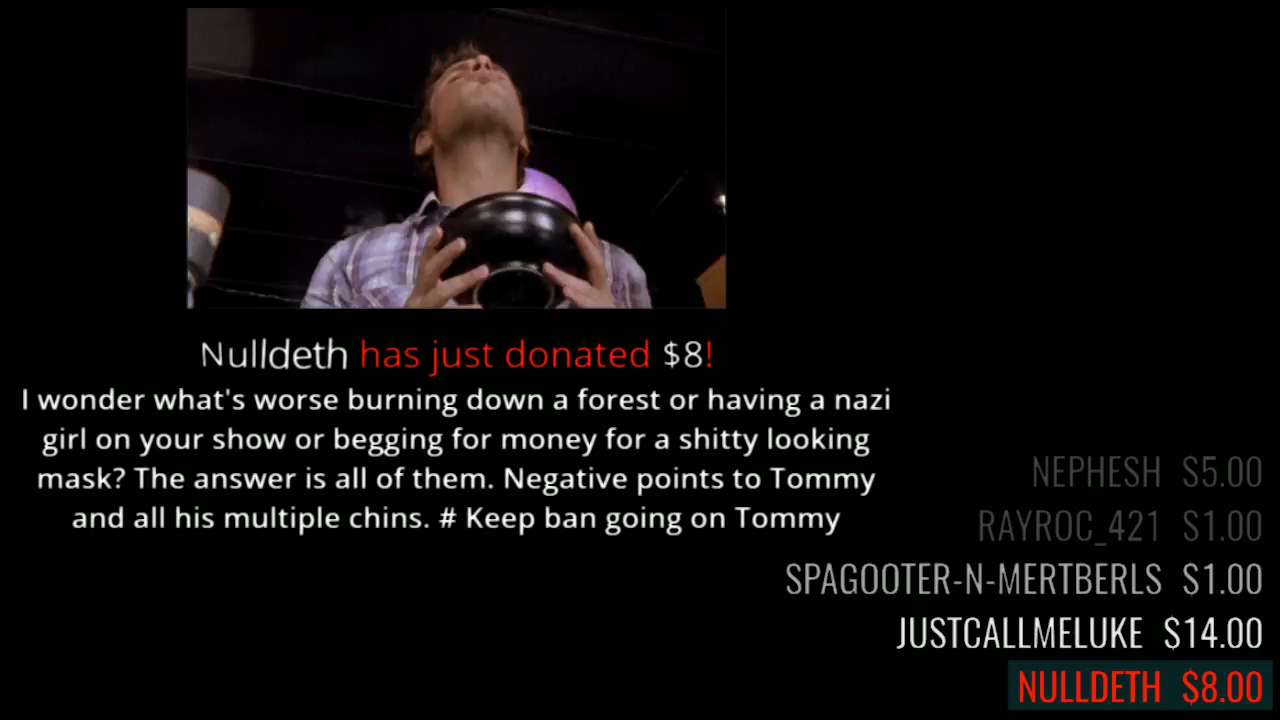 Nulldeth has just donated $8!
I wonder what's worse burning down a forest or having a nazi
girl on your show or begging for money for a shitty looking
mask? The answer is all of them. Negative points to Tommy
and all his multiple chins. # Keep ban going on Tommy
NEPHESH $5.00
RAYROC_421 $1.00
SPAGOOTER-N-MERTBERLS $1.00
JUSTCALLMELUKE $14.00
NULLDETH $8.00